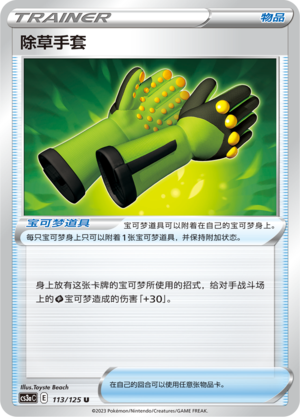 TRAINER 物品
除草手套
宝可梦道具 宝可梦道具可以附着在自己的宝可梦身上。
每只宝可梦身上只可以附着1张宝可梦道具,并保持附加状态。
身上放有这张卡牌的宝可梦所使用的招式,给对手战斗场
上的宝可梦造成的伤害「+30」。
Illus.Toyste Beach
CS3aC E 113/125 U
在自己的回合可以使用任意张物品卡。
©2023 Pokémon/Nintendo/Creatures/GAME FREAK.